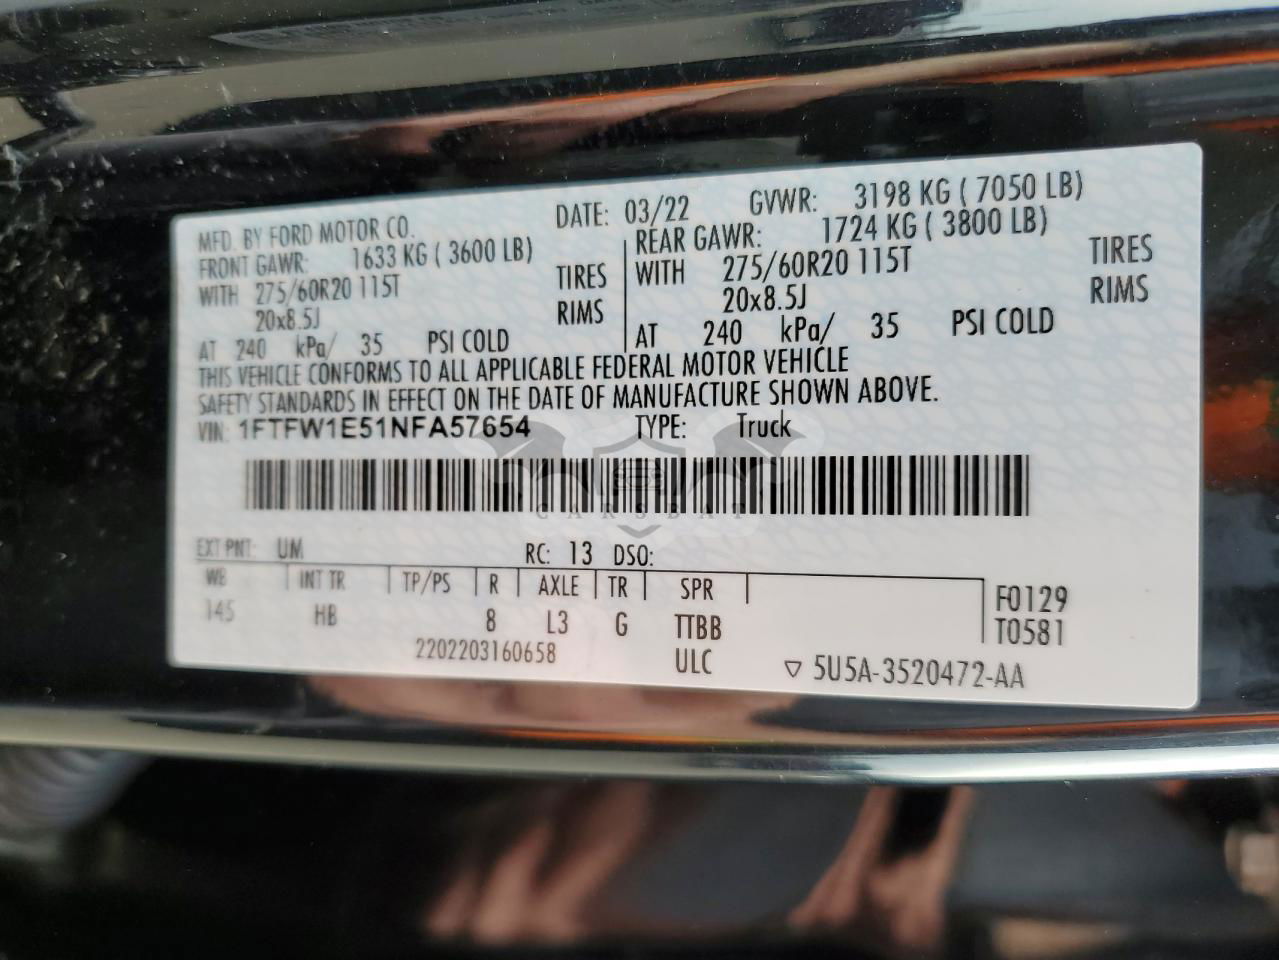 MFD. BY FORD MOTOR CO. DATE: 03/22 GVWR: 3198 KG ( 7050 LB)
FRONT GAWR: 1633 KG ( 3600 LB) REAR GAWR: 1724 KG ( 3800 LB)
WITH 275/60R20 115T TIRES WITH 275/60R20 115T TIRES
20x8.5J RIMS 20x8.5J RIMS
AT 240 kPa/ 35 PSI COLD AT 240 kPa/ 35 PSI COLD
THIS VEHICLE CONFORMS TO ALL APPLICABLE FEDERAL MOTOR VEHICLE
SAFETY STANDARDS IN EFFECT ON THE DATE OF MANUFACTURE SHOWN ABOVE.
VIN: 1FTFW1E51NFA57654 TYPE: Truck
CARSBAT
EXT PNT: UM RC: 13 DSO:
WB INT TR TP/PS R AXLE TR SPR F0129
145 HB 8 L3 G TTBB T0581
2202203160658 ULC 5U5A-3520472-AA